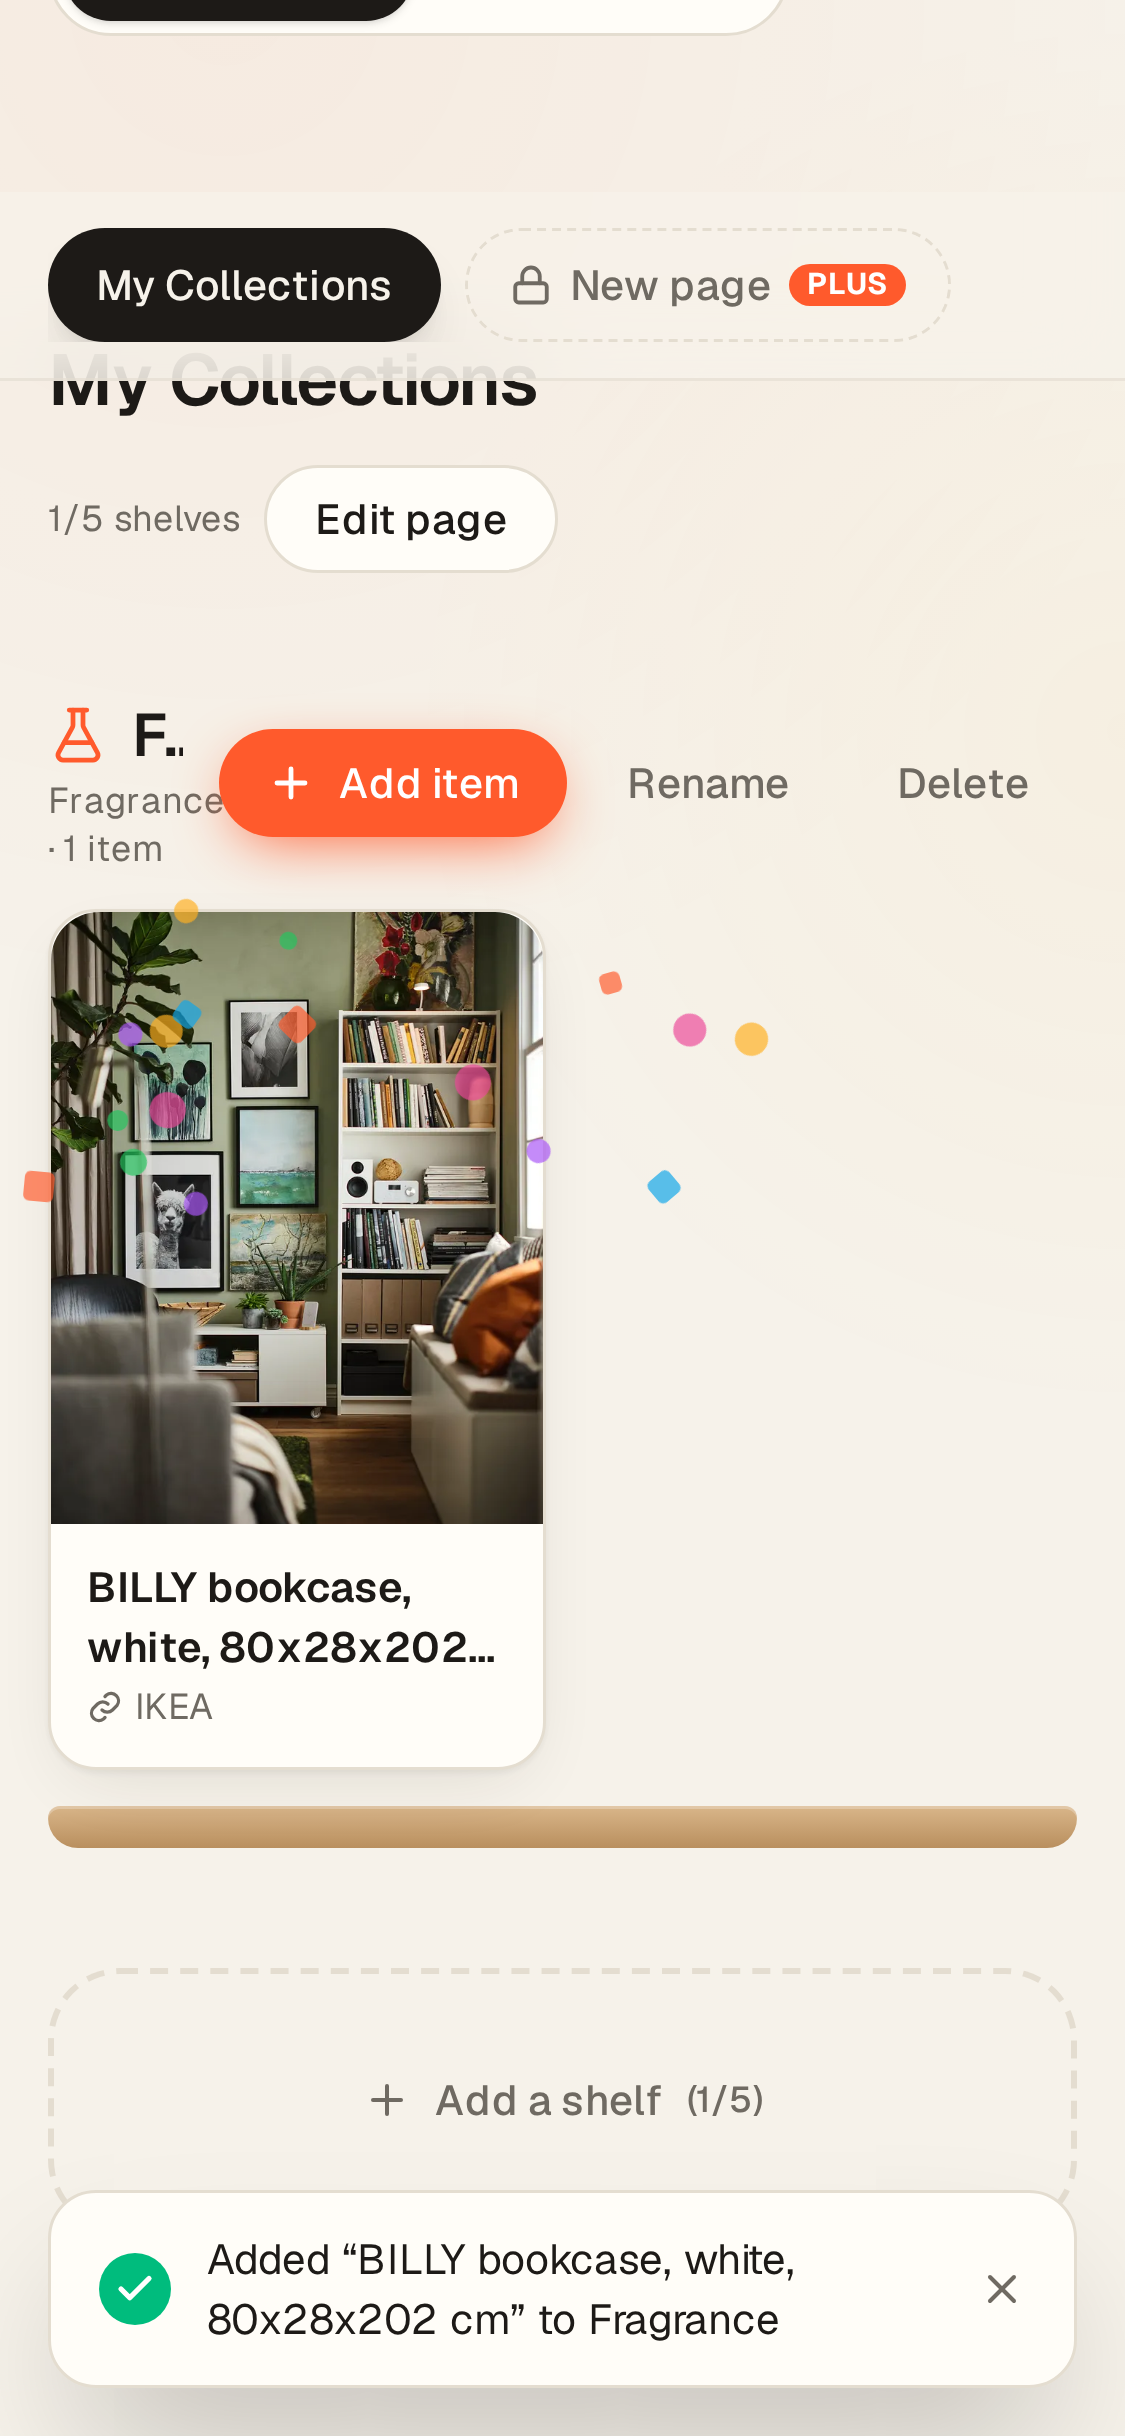 My Collections
New page PLUS
My Collections
1/5 shelves
Edit page
F..
Fragrance
· 1 item
Add item
Rename
Delete
BILLY bookcase,
white, 80x28x202...
IKEA
Add a shelf (1/5)
Added “BILLY bookcase, white,
80x28x202 cm” to Fragrance